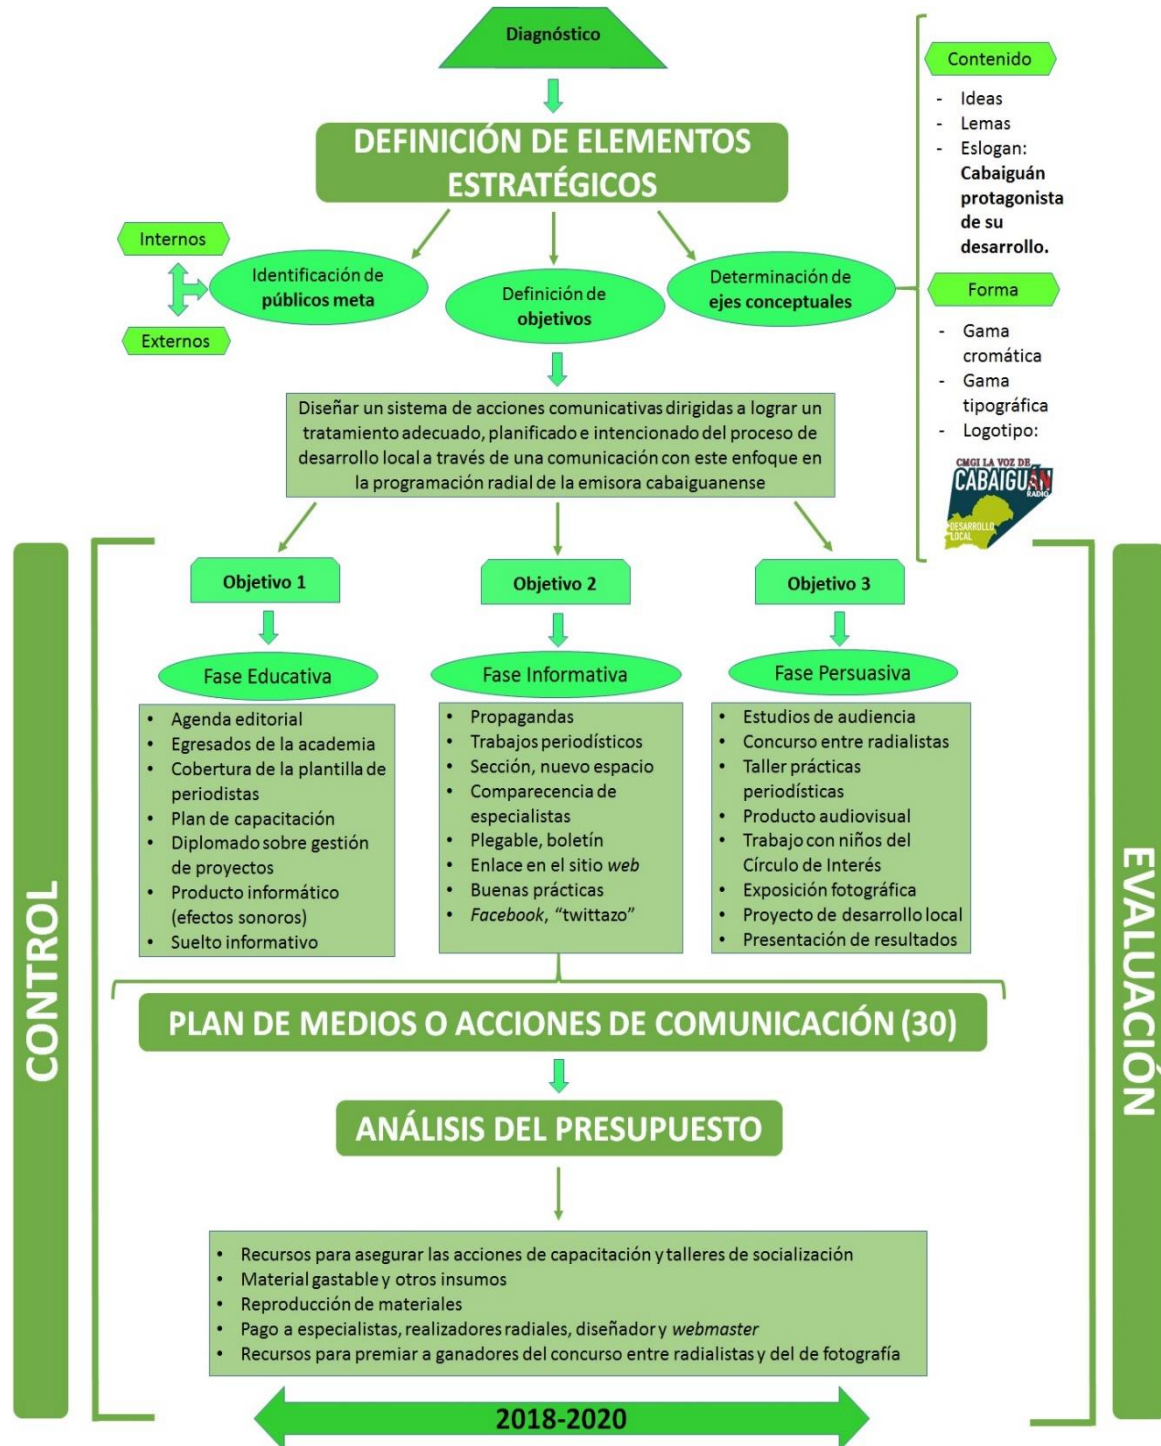 Diagnóstico
DEFINICIÓN DE ELEMENTOS
ESTRATÉGICOS
Internos
Externos
Identificación de
públicos meta
Definición de
objetivos
Determinación de
ejes conceptuales
Contenido
- Ideas
- Lemas
- Eslogan:
Cabaiguán
protagonista
de su
desarrollo.
Forma
- Gama
cromática
- Gama
tipográfica
- Logotipo:
CMGI LA VOZ DE
CABAIGUÁN
RADIO
DESARROLLO
LOCAL
Diseñar un sistema de acciones comunicativas dirigidas a lograr un
tratamiento adecuado, planificado e intencionado del proceso de
desarrollo local a través de una comunicación con este enfoque en
la programación radial de la emisora cabaiguanense
CONTROL
EVALUACIÓN
Objetivo 1
Fase Educativa
• Agenda editorial
• Egresados de la academia
• Cobertura de la plantilla de
periodistas
• Plan de capacitación
• Diplomado sobre gestión
de proyectos
• Producto informático
(efectos sonoros)
• Suelto informativo
Objetivo 2
Fase Informativa
• Propagandas
• Trabajos periodísticos
• Sección, nuevo espacio
• Comparecencia de
especialistas
• Plegable, boletín
• Enlace en el sitio web
• Buenas prácticas
• Facebook, “twittazo”
Objetivo 3
Fase Persuasiva
• Estudios de audiencia
• Concurso entre radialistas
• Taller prácticas
periodísticas
• Producto audiovisual
• Trabajo con niños del
Círculo de Interés
• Exposición fotográfica
• Proyecto de desarrollo local
• Presentación de resultados
PLAN DE MEDIOS O ACCIONES DE COMUNICACIÓN (30)
ANÁLISIS DEL PRESUPUESTO
• Recursos para asegurar las acciones de capacitación y talleres de socialización
• Material gastable y otros insumos
• Reproducción de materiales
• Pago a especialistas, realizadores radiales, diseñador y webmaster
• Recursos para premiar a ganadores del concurso entre radialistas y del de fotografía
2018-2020